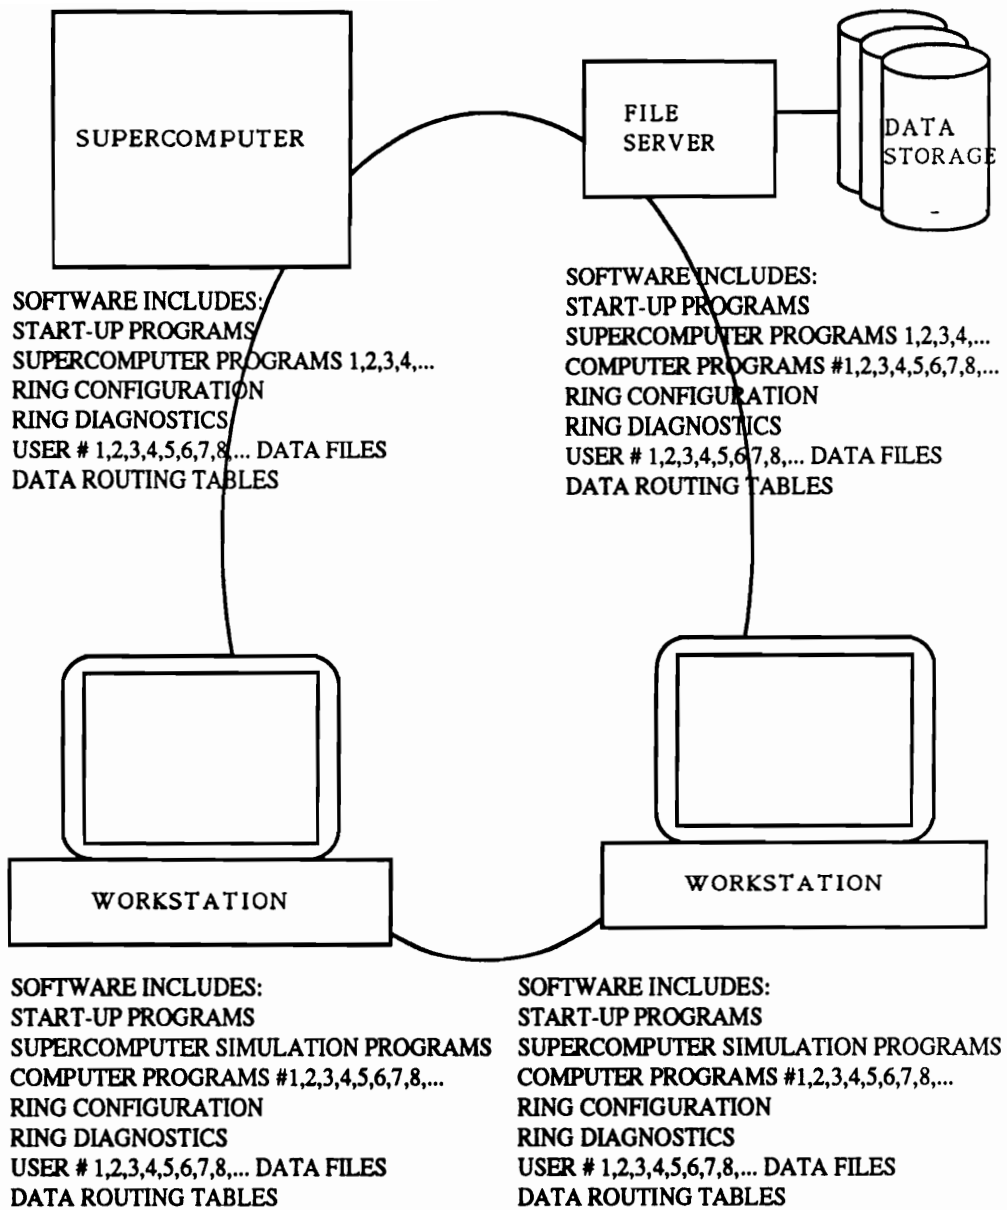 SUPERCOMPUTER
FILE
SERVER
DATA
STORAGE
SOFTWARE INCLUDES:
START-UP PROGRAMS
SUPERCOMPUTER PROGRAMS 1,2,3,4,...
RING CONFIGURATION
RING DIAGNOSTICS
USER # 1,2,3,4,5,6,7,8,... DATA FILES
DATA ROUTING TABLES
SOFTWARE INCLUDES:
START-UP PROGRAMS
SUPERCOMPUTER PROGRAMS 1,2,3,4,...
COMPUTER PROGRAMS #1,2,3,4,5,6,7,8,...
RING CONFIGURATION
RING DIAGNOSTICS
USER # 1,2,3,4,5,6,7,8,... DATA FILES
DATA ROUTING TABLES
WORKSTATION
WORKSTATION
SOFTWARE INCLUDES:
START-UP PROGRAMS
SUPERCOMPUTER SIMULATION PROGRAMS
COMPUTER PROGRAMS #1,2,3,4,5,6,7,8,...
RING CONFIGURATION
RING DIAGNOSTICS
USER # 1,2,3,4,5,6,7,8,... DATA FILES
DATA ROUTING TABLES
SOFTWARE INCLUDES:
START-UP PROGRAMS
SUPERCOMPUTER SIMULATION PROGRAMS
COMPUTER PROGRAMS #1,2,3,4,5,6,7,8,...
RING CONFIGURATION
RING DIAGNOSTICS
USER # 1,2,3,4,5,6,7,8,... DATA FILES
DATA ROUTING TABLES